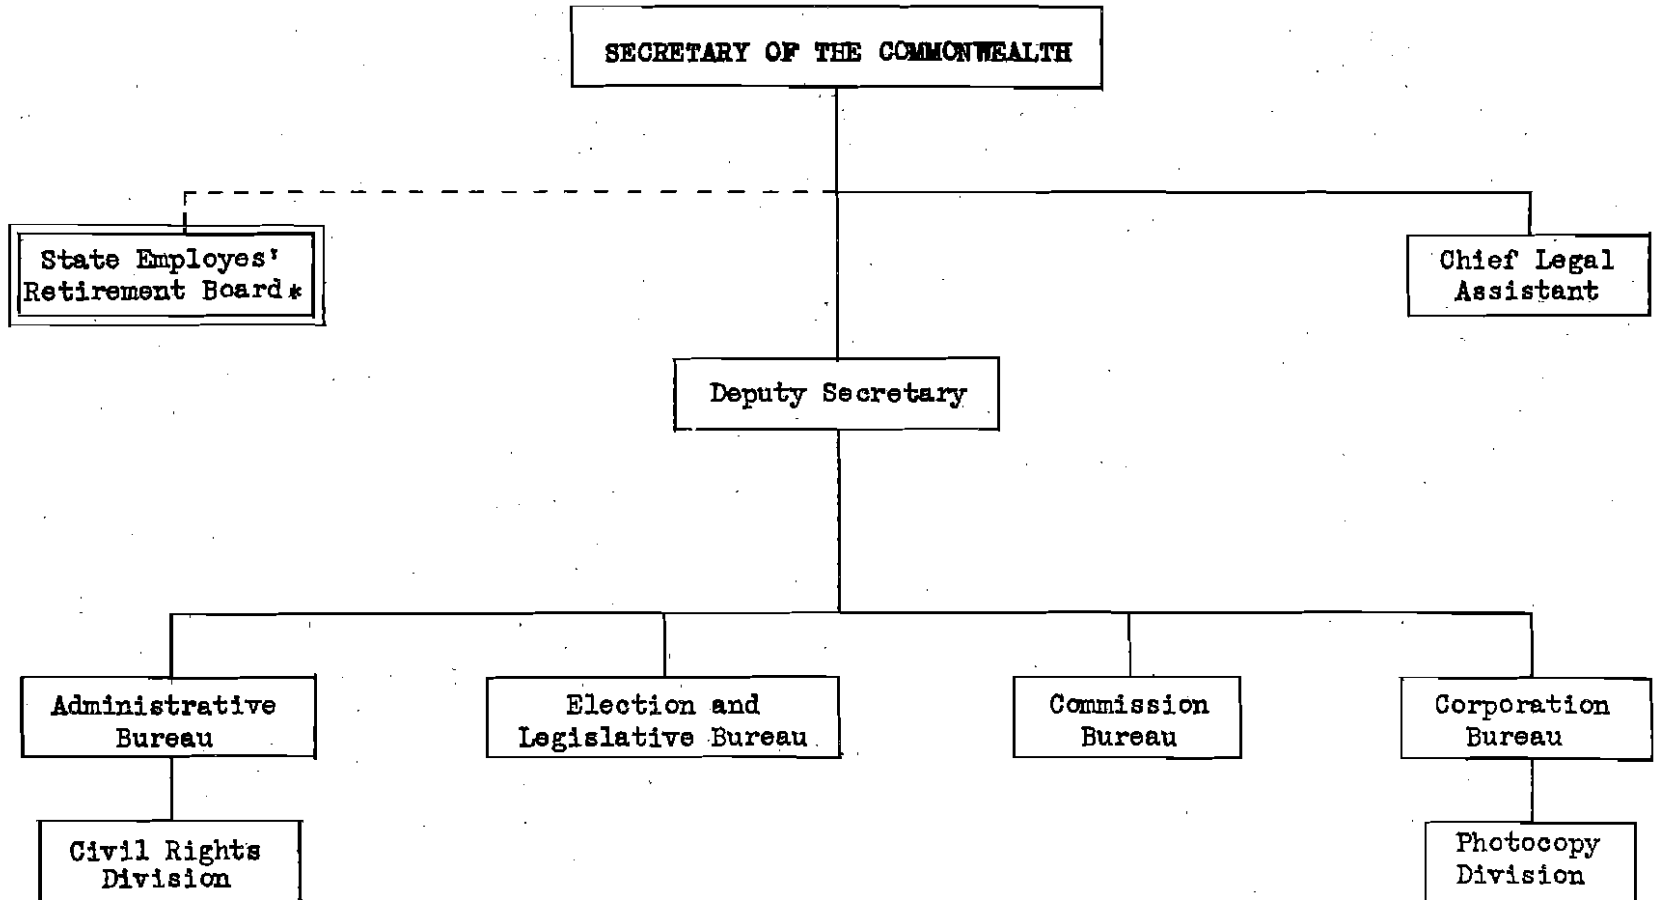 SECRETARY OF THE COMMONWEALTH
State Employes'
Retirement Board*
Chief Legal
Assistant
Deputy Secretary
Administrative
Bureau
Election and
Legislative Bureau
Commission
Bureau
Corporation
Bureau
Civil Rights
Division
Photocopy
Division